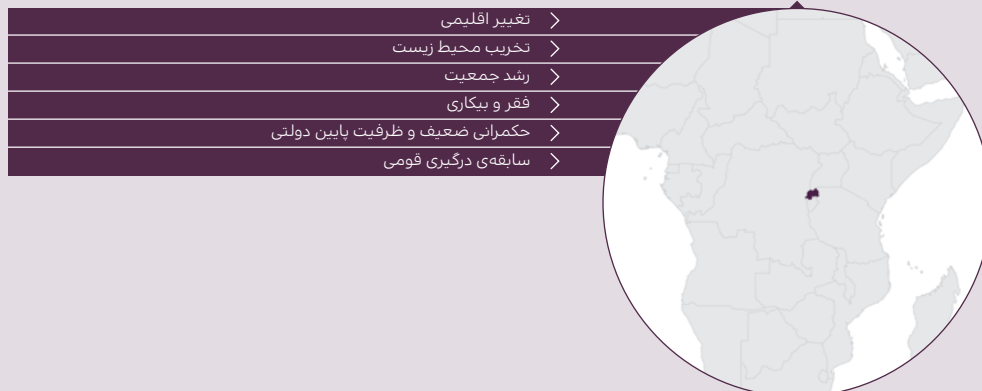 تغییر اقلیمی
تخریب محیط زیست
رشد جمعیت
فقر و بیکاری
حکمرانی ضعیف و ظرفیت پایین دولتی
سابقه‌ی درگیری قومی